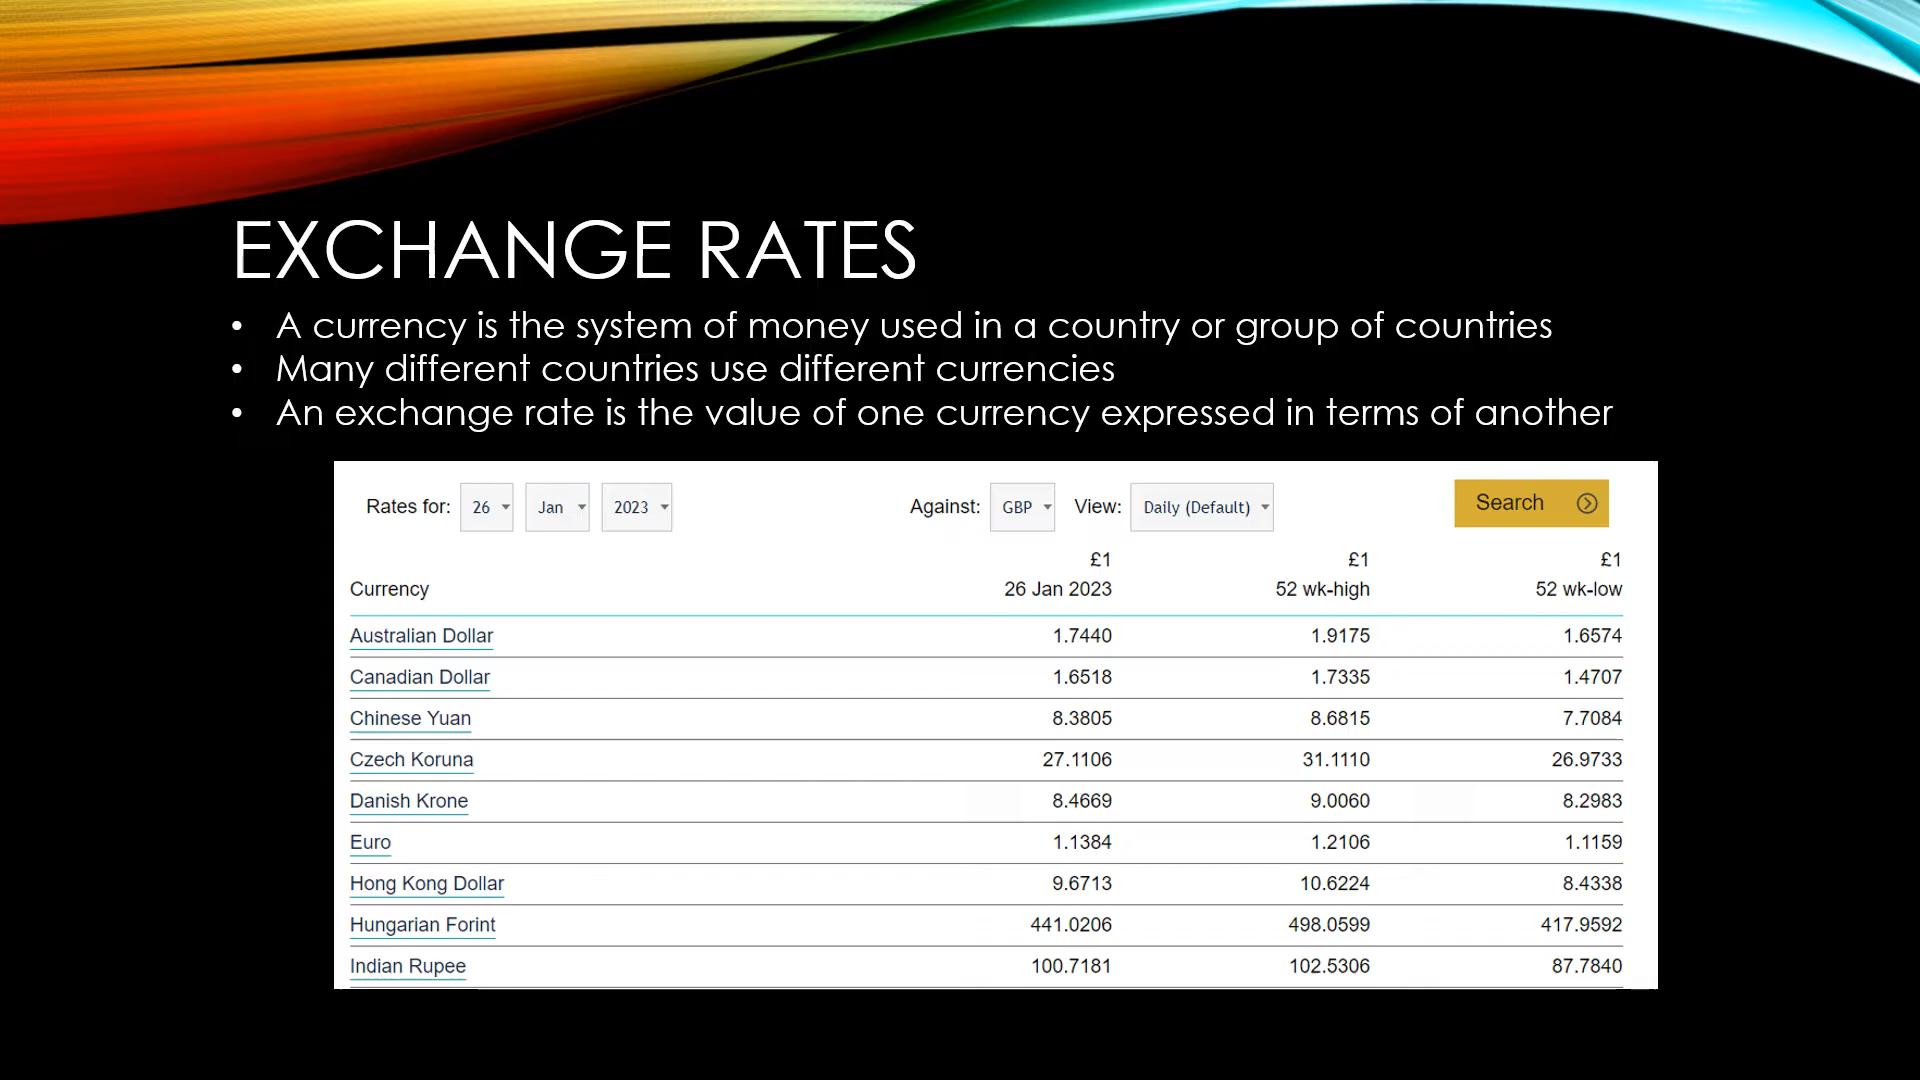 EXCHANGE RATES
• A currency is the system of money used in a country or group of countries
• Many different countries use different currencies
• An exchange rate is the value of one currency expressed in terms of another
Rates for: 26 Jan 2023 Against: GBP View: Daily (Default) Search
£1 £1 £1
Currency 26 Jan 2023 52 wk-high 52 wk-low
Australian Dollar 1.7440 1.9175 1.6574
Canadian Dollar 1.6518 1.7335 1.4707
Chinese Yuan 8.3805 8.6815 7.7084
Czech Koruna 27.1106 31.1110 26.9733
Danish Krone 8.4669 9.0060 8.2983
Euro 1.1384 1.2106 1.1159
Hong Kong Dollar 9.6713 10.6224 8.4338
Hungarian Forint 441.0206 498.0599 417.9592
Indian Rupee 100.7181 102.5306 87.7840